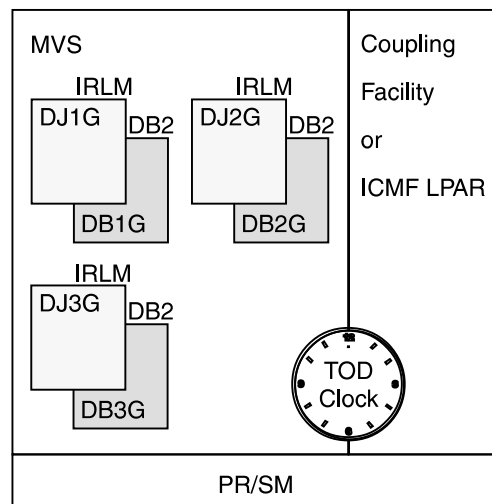 MVS
Coupling
Facility
or
ICMF LPAR
IRLM
DJ1G
DB2
DB1G
IRLM
DJ2G
DB2
DB2G
IRLM
DJ3G
DB2
DB3G
12
TOD
Clock
PR/SM